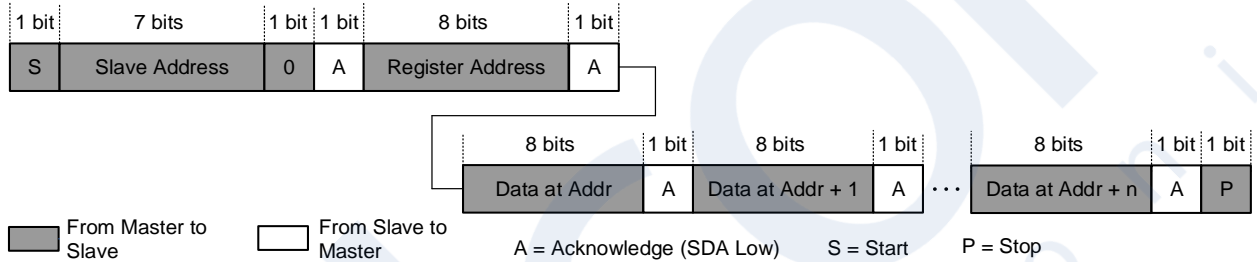 1 bit 7 bits 1 bit 1 bit 8 bits 1 bit
S Slave Address 0 A Register Address A
8 bits 1 bit 8 bits 1 bit 8 bits 1 bit 1 bit
Data at Addr A Data at Addr + 1 A ··· Data at Addr + n A P
From Master to
Slave
From Slave to
Master
A = Acknowledge (SDA Low) S = Start P = Stop